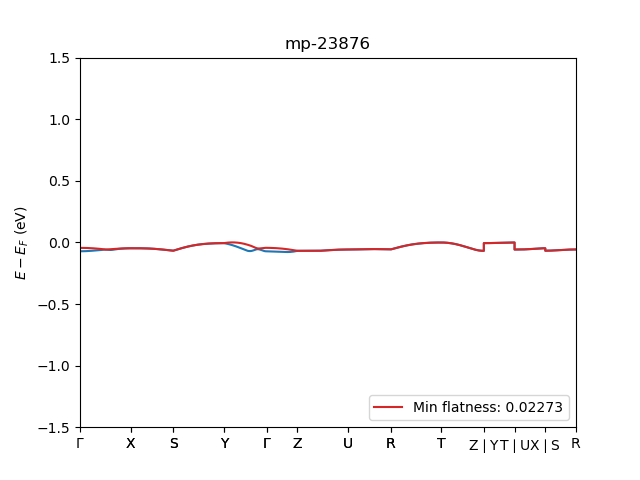 mp-23876
1.5
1.0
0.5
0.0
−0.5
−1.0
−1.5
E − E_F (eV)
Min flatness: 0.02273
Γ X S Y Γ Z U R T Z | Y T | U X | S R